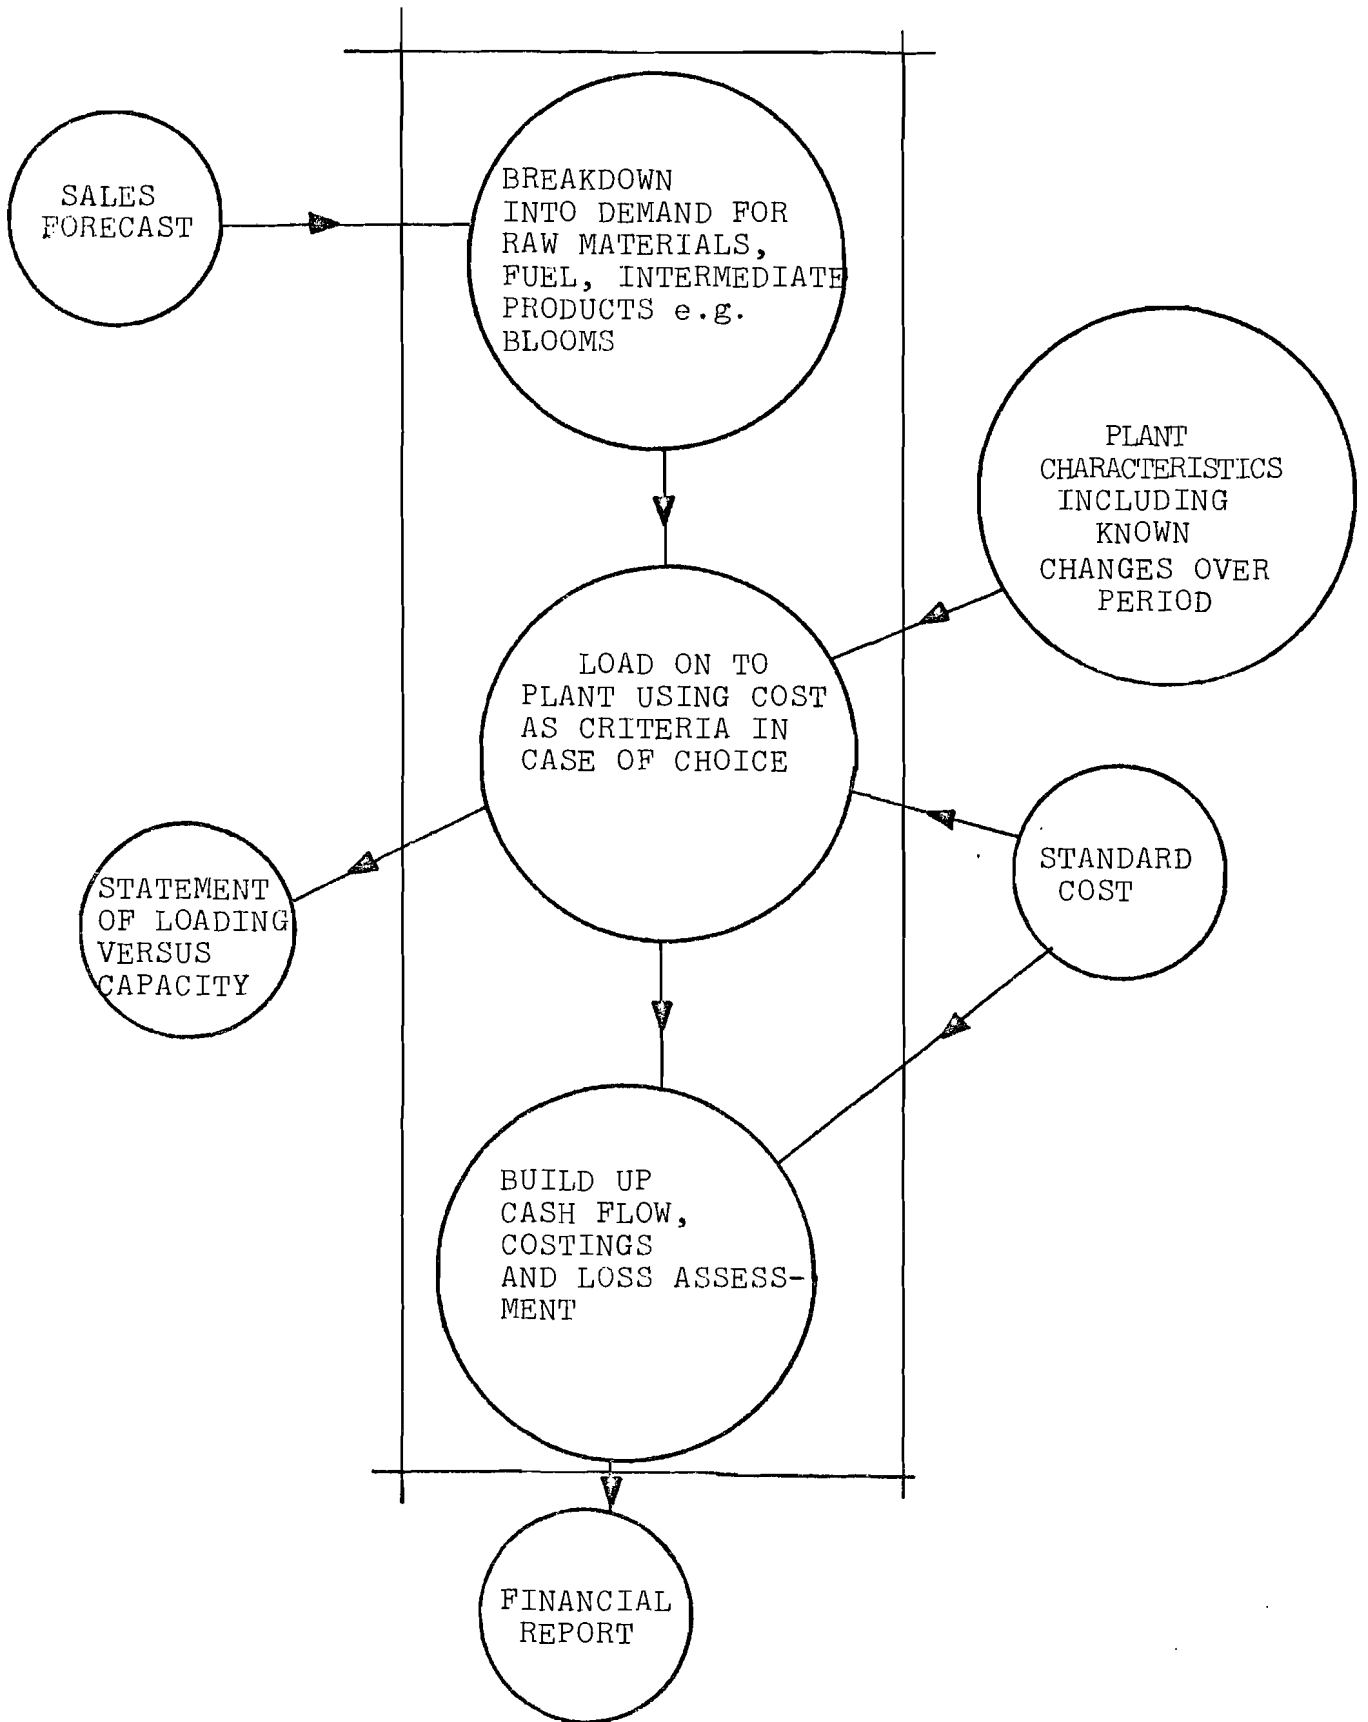 SALES
FORECAST
BREAKDOWN
INTO DEMAND FOR
RAW MATERIALS,
FUEL, INTERMEDIATE
PRODUCTS e.g.
BLOOMS
PLANT
CHARACTERISTICS
INCLUDING
KNOWN
CHANGES OVER
PERIOD
LOAD ON TO
PLANT USING COST
AS CRITERIA IN
CASE OF CHOICE
STANDARD
COST
STATEMENT
OF LOADING
VERSUS
CAPACITY
BUILD UP
CASH FLOW,
COSTINGS
AND LOSS ASSESS-
MENT
FINANCIAL
REPORT